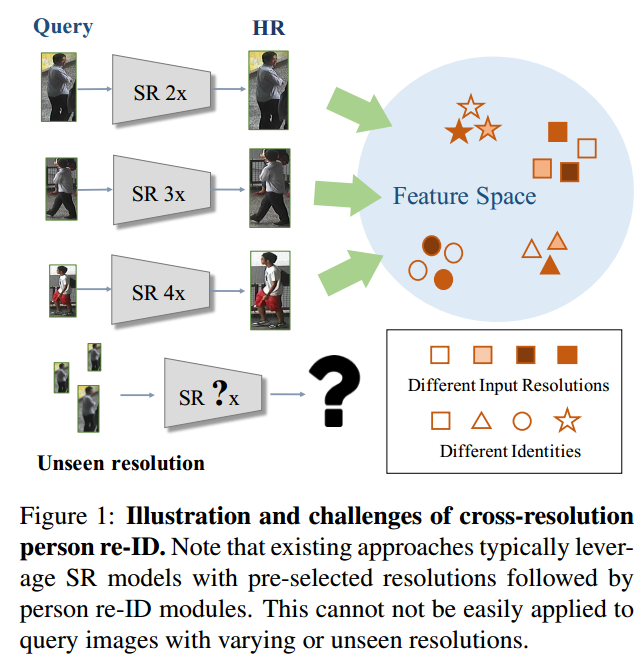 Query
HR
SR 2x
SR 3x
Feature Space
SR 4x
SR ?x
?
Unseen resolution
Different Input Resolutions
Different Identities
Figure 1: Illustration and challenges of cross-resolution
person re-ID. Note that existing approaches typically lever-
age SR models with pre-selected resolutions followed by
person re-ID modules. This cannot not be easily applied to
query images with varying or unseen resolutions.